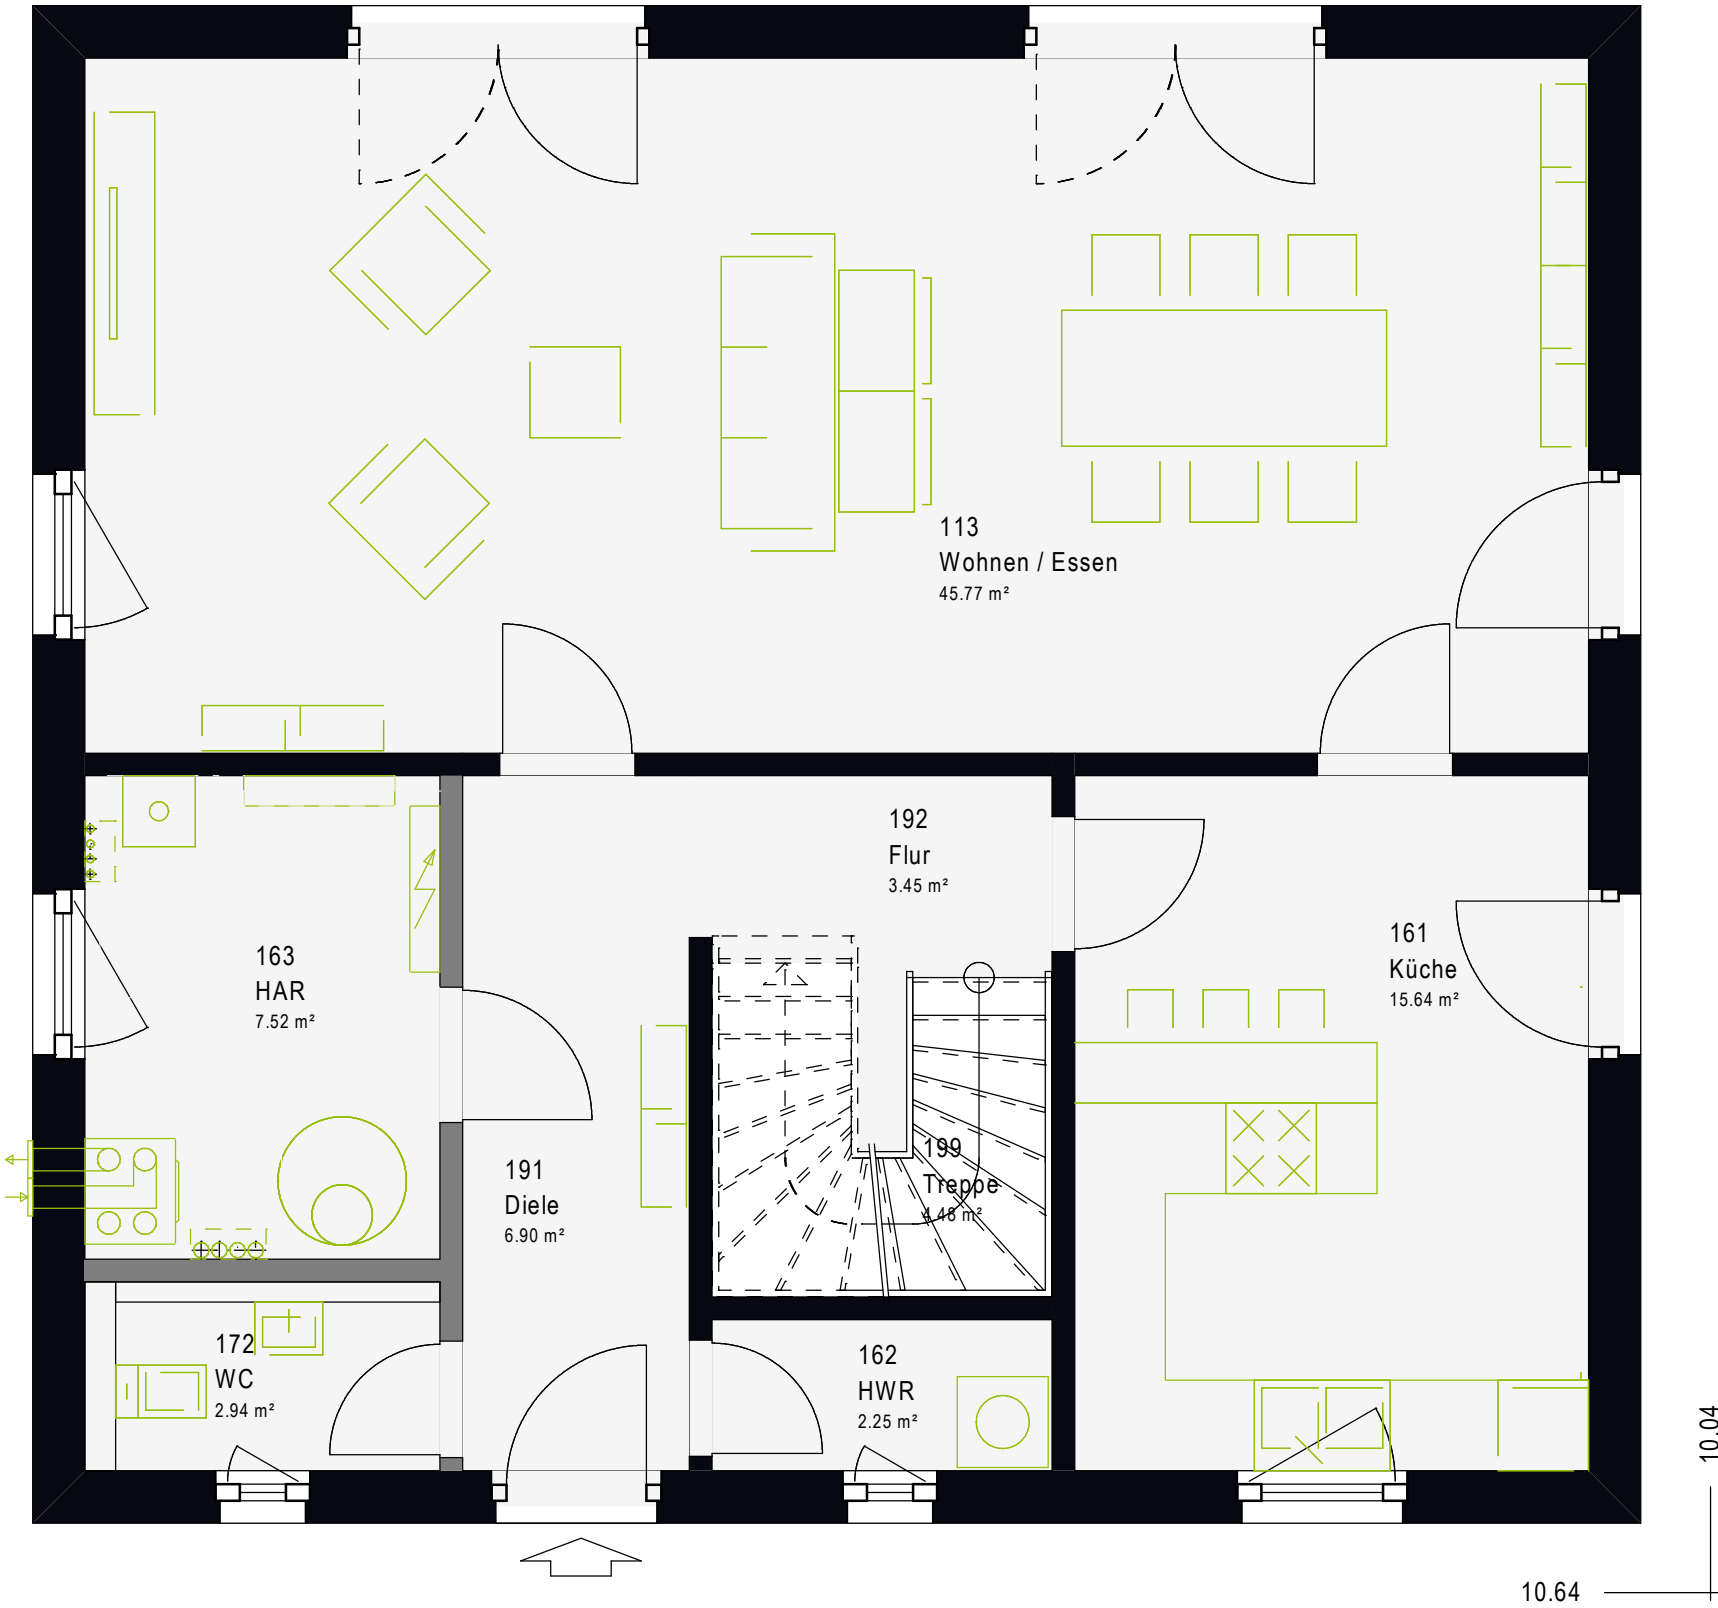 113
Wohnen / Essen
45.77 m²
192
Flur
3.45 m²
161
Küche
15.64 m²
163
HAR
7.52 m²
199
Treppe
4.48 m²
191
Diele
6.90 m²
172
WC
2.94 m²
162
HWR
2.25 m²
10.04
10.64